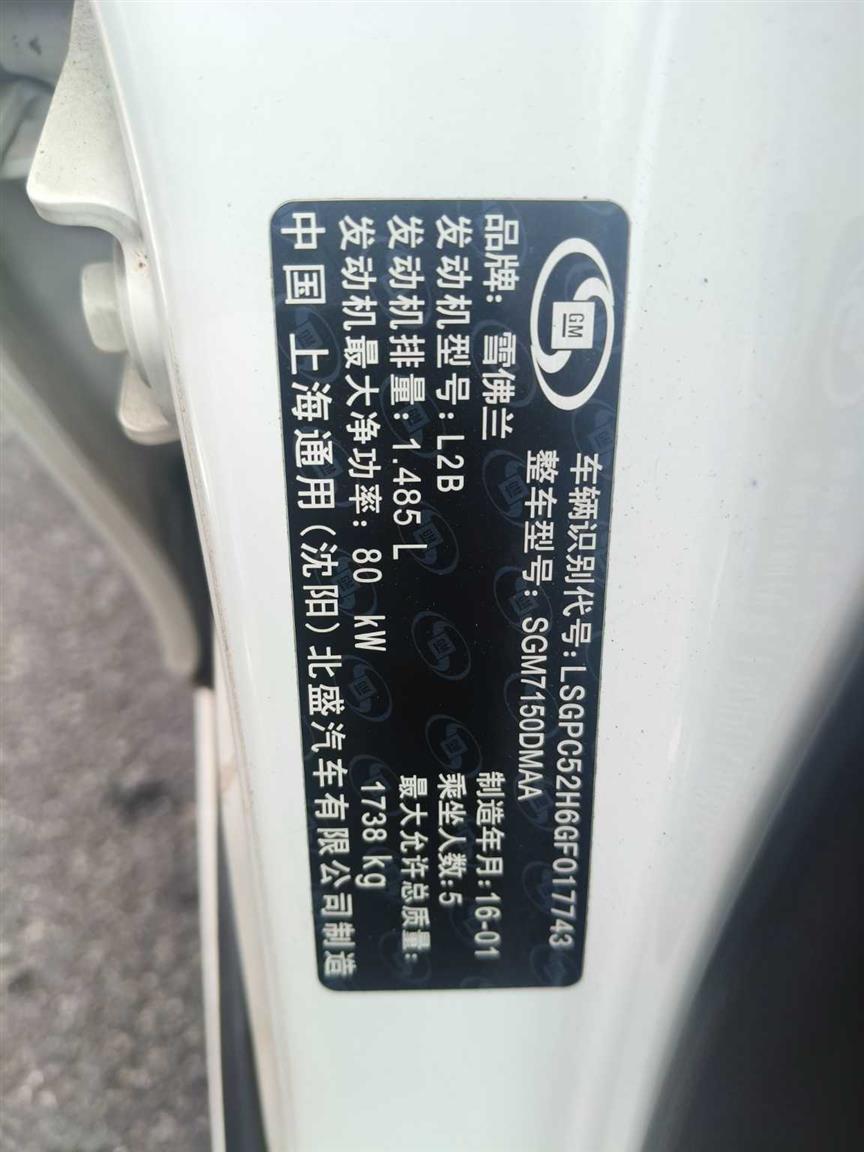 GM
车辆识别代号:LSGPC52H6GF017743
整车型号: SGM7150DMAA
品牌: 雪佛兰 制造年月:16-01
发动机型号:L2B 乘坐人数:5
发动机排量:1.485 L 最大允许总质量:
发动机最大净功率: 80 kW 1738 kg
中国 上海通用(沈阳)北盛汽车有限公司制造